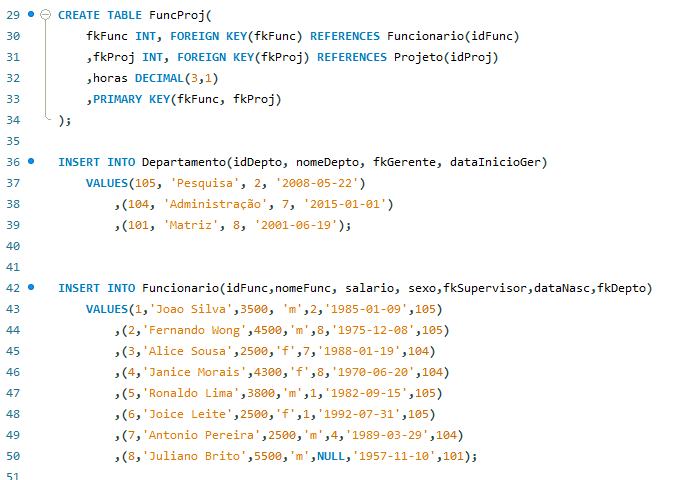 29 CREATE TABLE FuncProj(
30 fkFunc INT, FOREIGN KEY(fkFunc) REFERENCES Funcionario(idFunc)
31 ,fkProj INT, FOREIGN KEY(fkProj) REFERENCES Projeto(idProj)
32 ,horas DECIMAL(3,1)
33 ,PRIMARY KEY(fkFunc, fkProj)
34 );
35
36 INSERT INTO Departamento(idDepto, nomeDepto, fkGerente, dataInicioGer)
37 VALUES(105, 'Pesquisa', 2, '2008-05-22')
38 ,(104, 'Administração', 7, '2015-01-01')
39 ,(101, 'Matriz', 8, '2001-06-19');
40
41
42 INSERT INTO Funcionario(idFunc,nomeFunc, salario, sexo,fkSupervisor,dataNasc,fkDepto)
43 VALUES(1,'Joao Silva',3500, 'm',2,'1985-01-09',105)
44 ,(2,'Fernando Wong',4500,'m',8,'1975-12-08',105)
45 ,(3,'Alice Sousa',2500,'f',7,'1988-01-19',104)
46 ,(4,'Janice Morais',4300,'f',8,'1970-06-20',104)
47 ,(5,'Ronaldo Lima',3800,'m',1,'1982-09-15',105)
48 ,(6,'Joice Leite',2500,'f',1,'1992-07-31',105)
49 ,(7,'Antonio Pereira',2500,'m',4,'1989-03-29',104)
50 ,(8,'Juliano Brito',5500,'m',NULL,'1957-11-10',101);
51